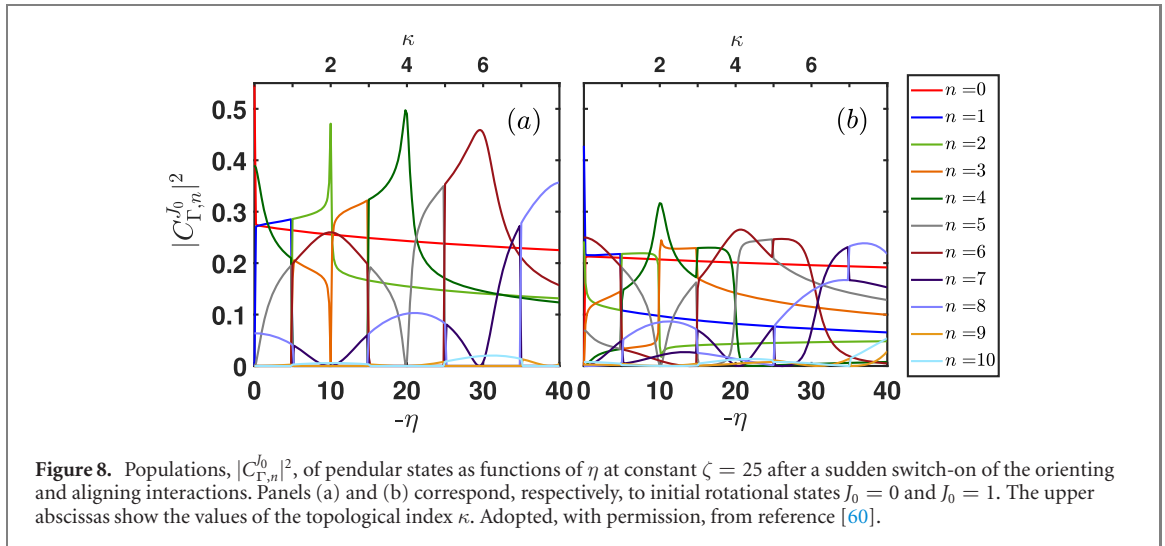 κ κ
2 4 6 2 4 6
0.5
0.4
0.3
0.2
0.1
0
|C_{Γ,n}^{J_0}|^2
(a) (b)
0 10 20 30 40 0 10 20 30 40
-η -η
n =0
n =1
n =2
n =3
n =4
n =5
n =6
n =7
n =8
n =9
n =10
Figure 8. Populations, |C_{Γ,n}^{J_0}|^2, of pendular states as functions of η at constant ζ = 25 after a sudden switch-on of the orienting
and aligning interactions. Panels (a) and (b) correspond, respectively, to initial rotational states J_0 = 0 and J_0 = 1. The upper
abscissas show the values of the topological index κ. Adopted, with permission, from reference [60].